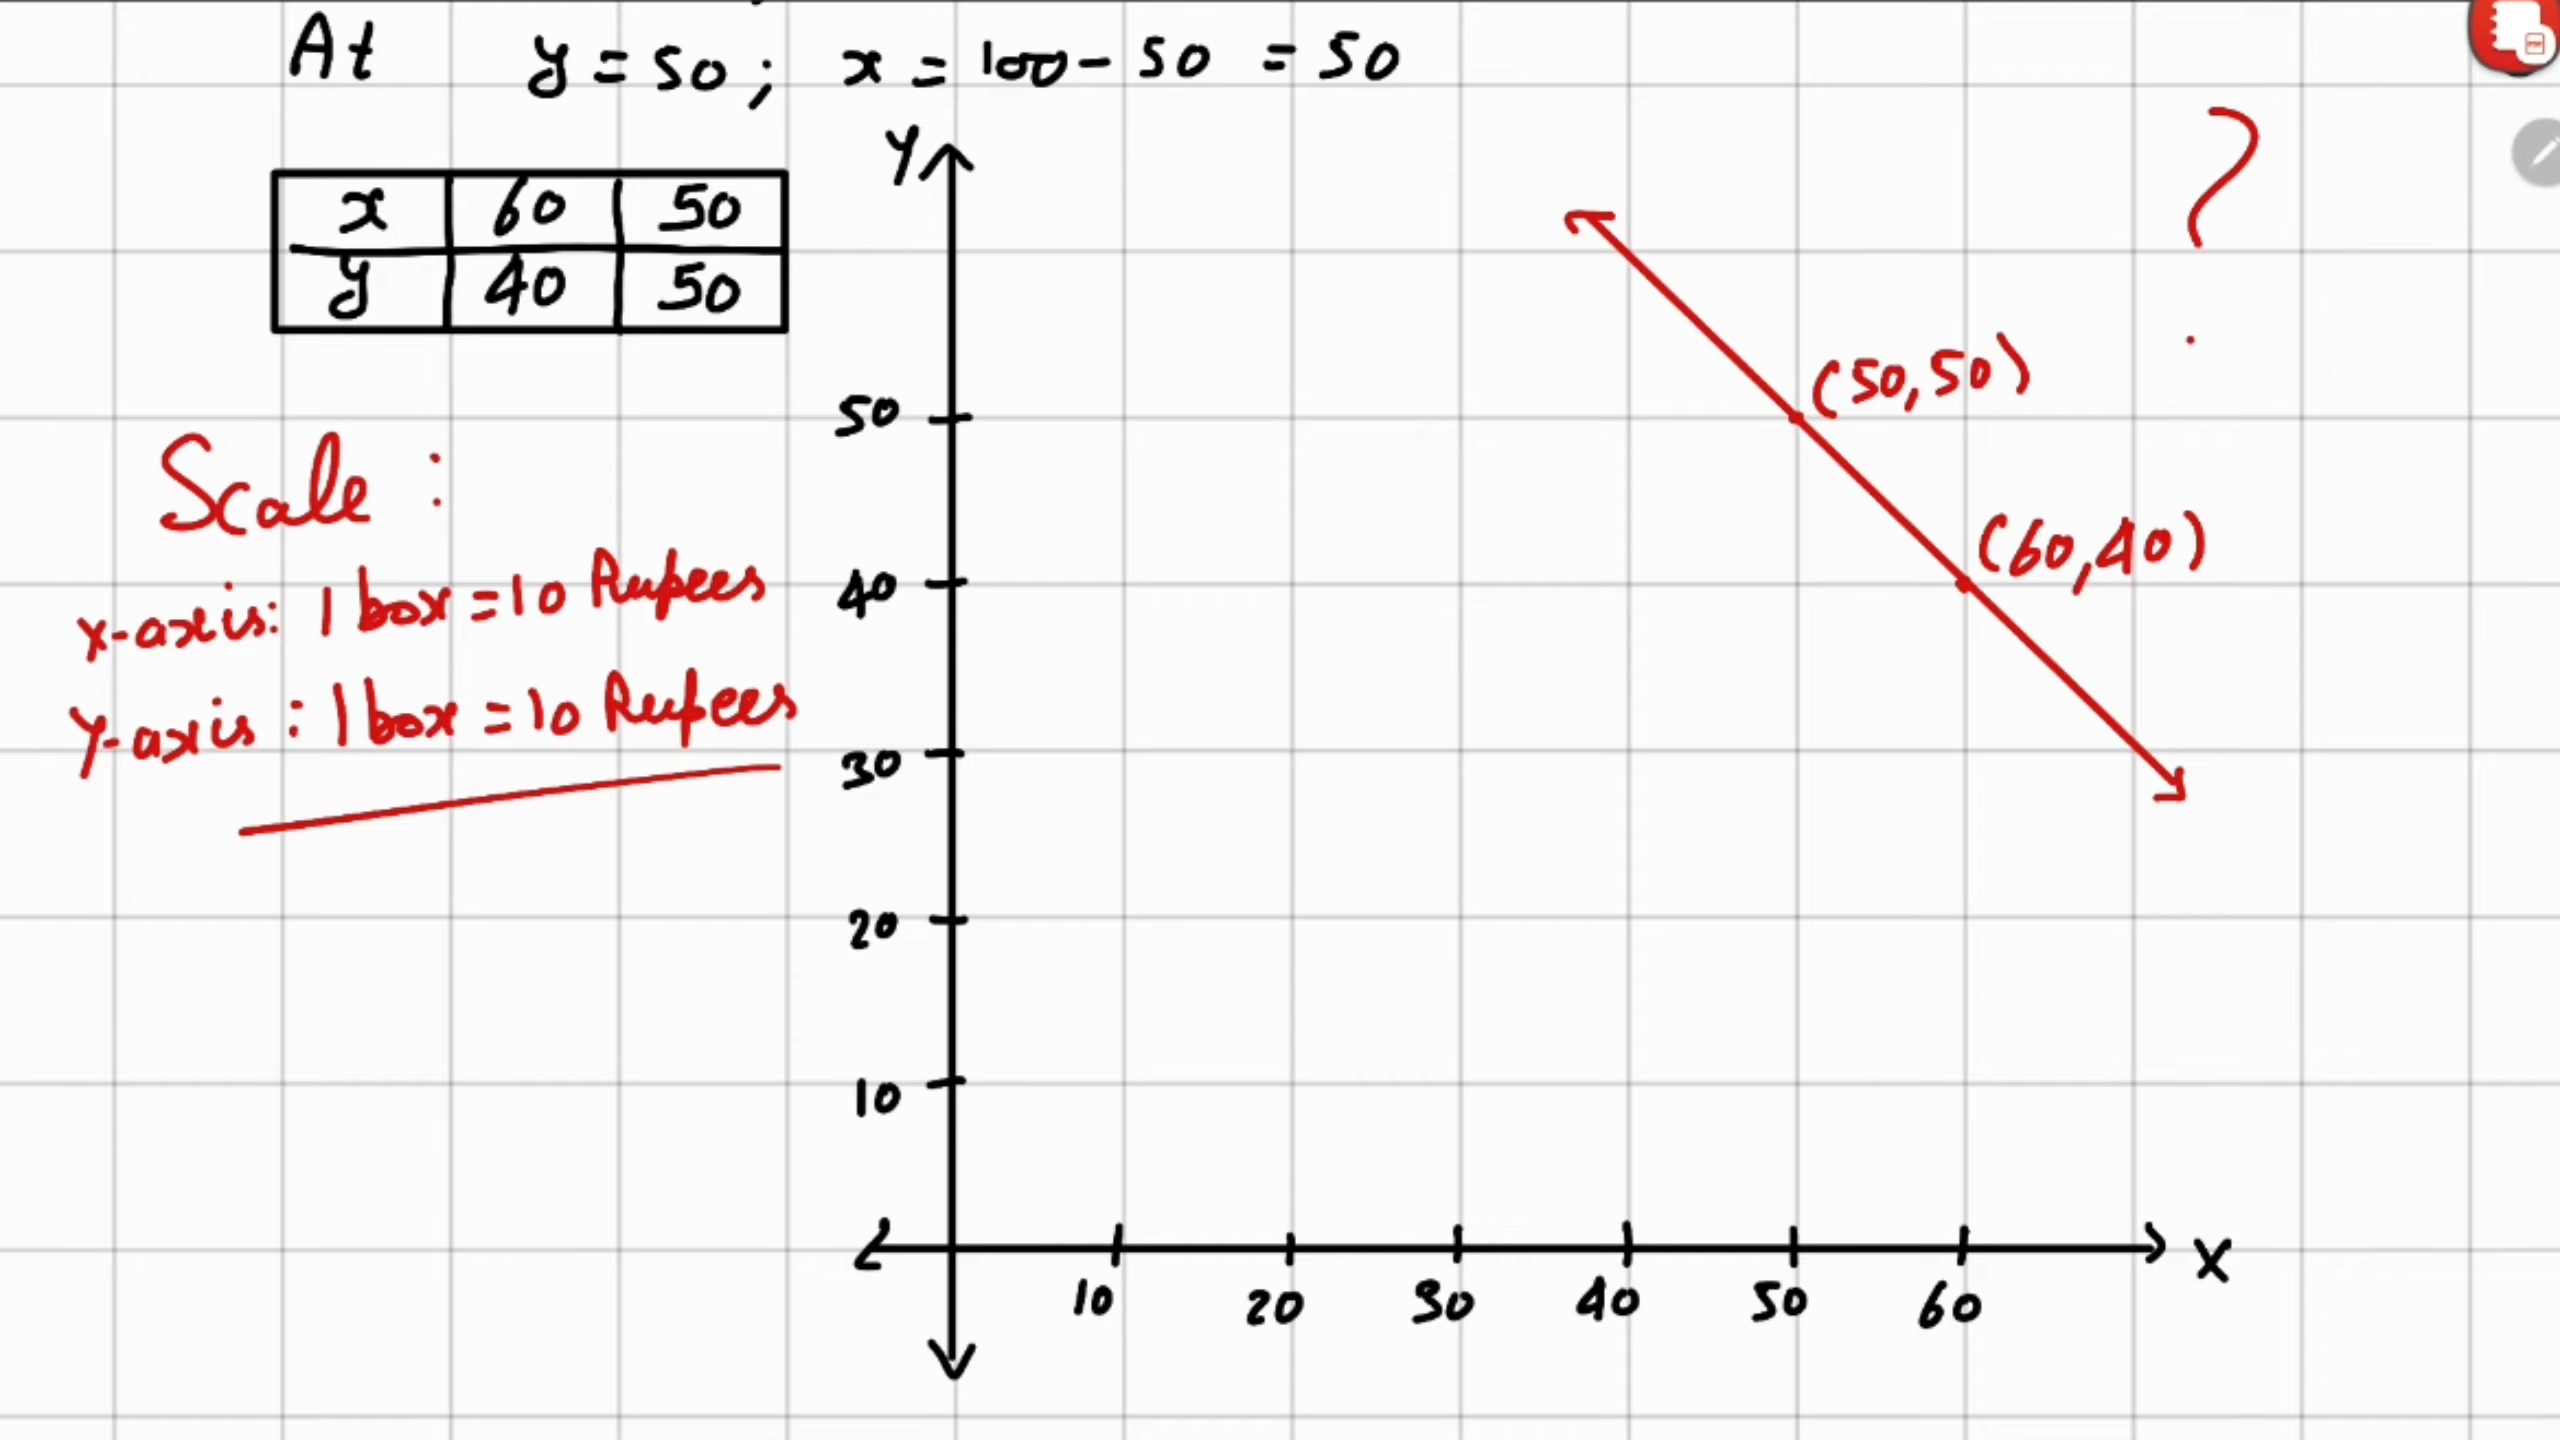 At y = 50 ; x = 100 - 50 = 50
Y
x 60 50
y 40 50
?
(50,50)
50
Scale :
(60,40)
x-axis: 1 box = 10 Rupees
40
y-axis : 1 box = 10 Rupees
30
20
10
X
10 20 30 40 50 60